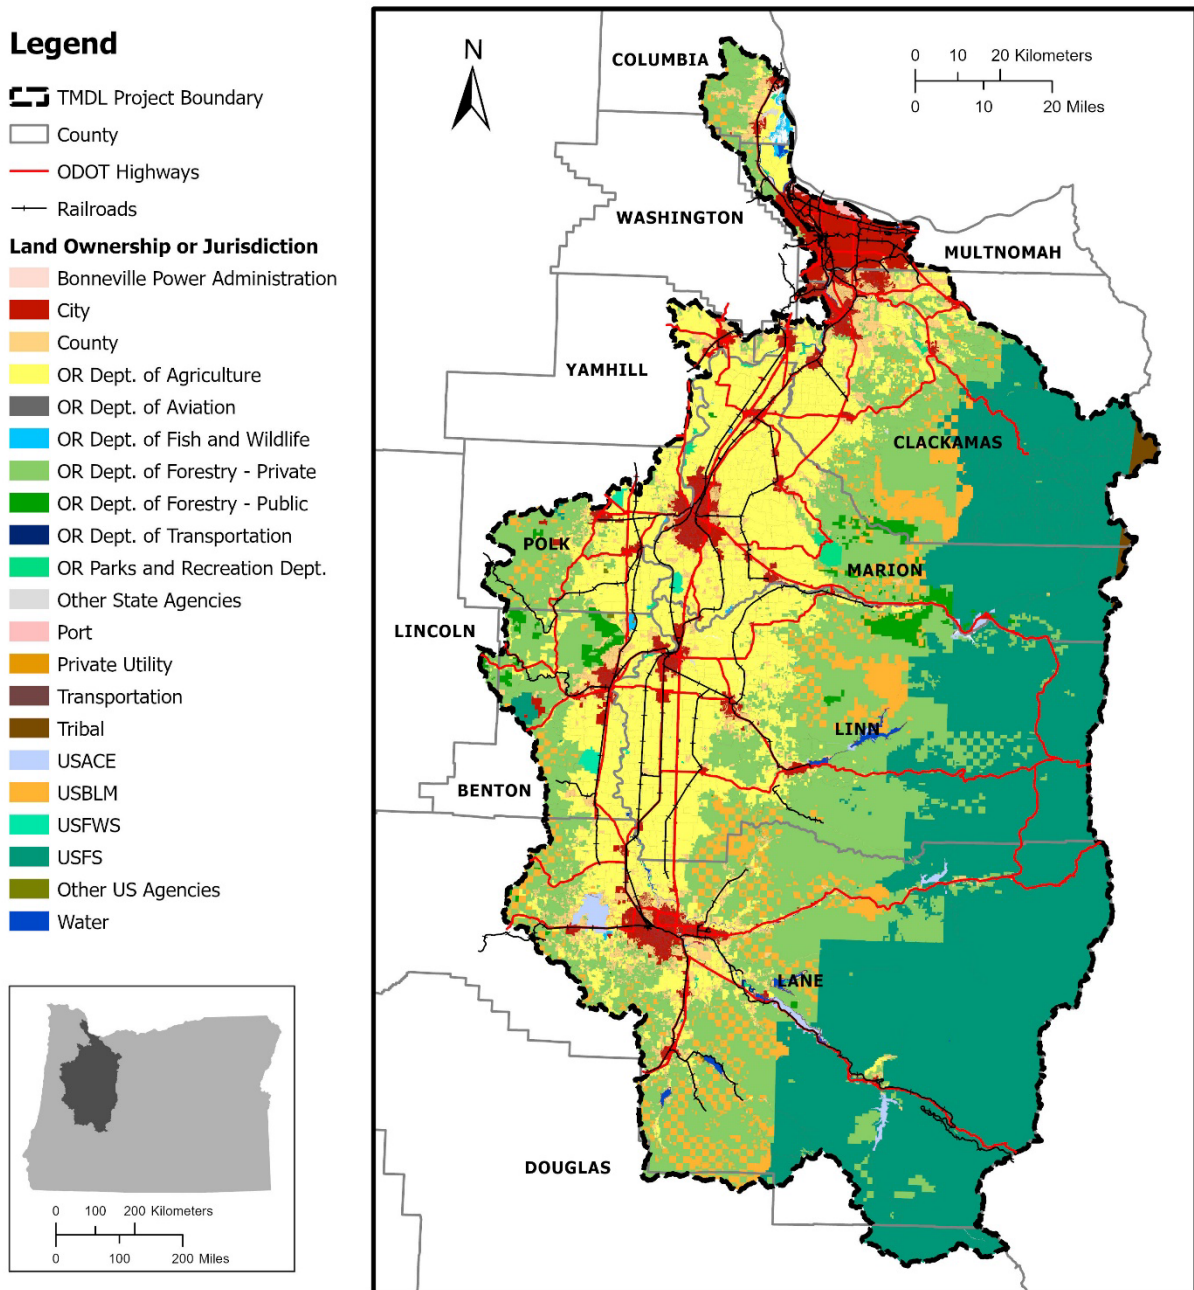 Legend
TMDL Project Boundary
County
ODOT Highways
Railroads
Land Ownership or Jurisdiction
Bonneville Power Administration
City
County
OR Dept. of Agriculture
OR Dept. of Aviation
OR Dept. of Fish and Wildlife
OR Dept. of Forestry - Private
OR Dept. of Forestry - Public
OR Dept. of Transportation
OR Parks and Recreation Dept.
Other State Agencies
Port
Private Utility
Transportation
Tribal
USACE
USBLM
USFWS
USFS
Other US Agencies
Water
0 100 200 Kilometers
0 100 200 Miles
N
0 10 20 Kilometers
0 10 20 Miles
COLUMBIA
WASHINGTON
MULTNOMAH
YAMHILL
CLACKAMAS
POLK
MARION
LINCOLN
LINN
BENTON
LANE
DOUGLAS